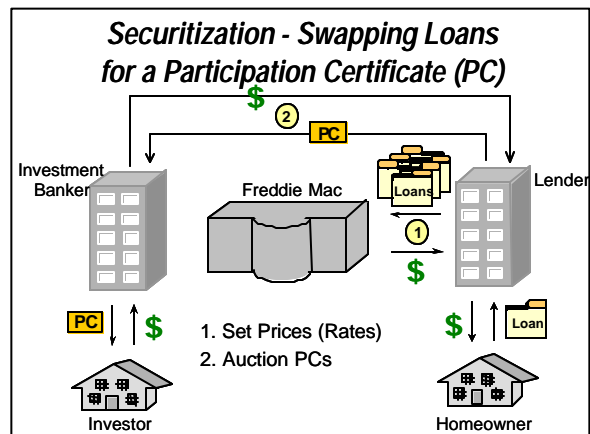 Securitization - Swapping Loans
for a Participation Certificate (PC)
$
2
PC
Investment
Banker
Freddie Mac
Loans
Lender
1
$
PC
$
1. Set Prices (Rates)
2. Auction PCs
$
Loan
Investor
Homeowner